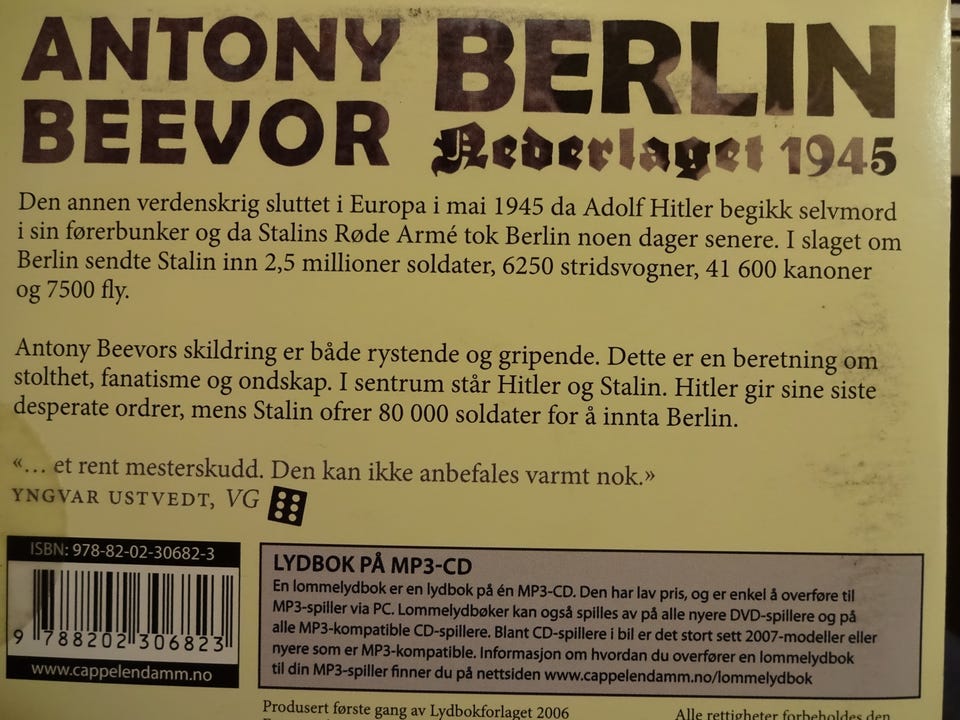 ANTONY BERLIN
BEEVOR Nederlaget 1945
Den annen verdenskrig sluttet i Europa i mai 1945 da Adolf Hitler begikk selvmord
i sin førerbunker og da Stalins Røde Armé tok Berlin noen dager senere. I slaget om
Berlin sendte Stalin inn 2,5 millioner soldater, 6250 stridsvogner, 41 600 kanoner
og 7500 fly.
Antony Beevors skildring er både rystende og gripende. Dette er en beretning om
stolthet, fanatisme og ondskap. I sentrum står Hitler og Stalin. Hitler gir sine siste
desperate ordrer, mens Stalin ofrer 80 000 soldater for å innta Berlin.
«… et rent mesterskudd. Den kan ikke anbefales varmt nok.»
YNGVAR USTVEDT, VG
ISBN: 978-82-02-30682-3
9 788202 306823
www.cappelendamm.no
LYDBOK PÅ MP3-CD
En lommelydbok er en lydbok på én MP3-CD. Den har lav pris, og er enkel å overføre til
MP3-spiller via PC. Lommelydbøker kan også spilles av på alle nyere DVD-spillere og på
alle MP3-kompatible CD-spillere. Blant CD-spillere i bil er det stort sett 2007-modeller eller
nyere som er MP3-kompatible. Informasjon om hvordan du overfører en lommelydbok
til din MP3-spiller finner du på nettsiden www.cappelendamm.no/lommelydbok
Produsert første gang av Lydbokforlaget 2006
Alle rettigheter forbeholdes den